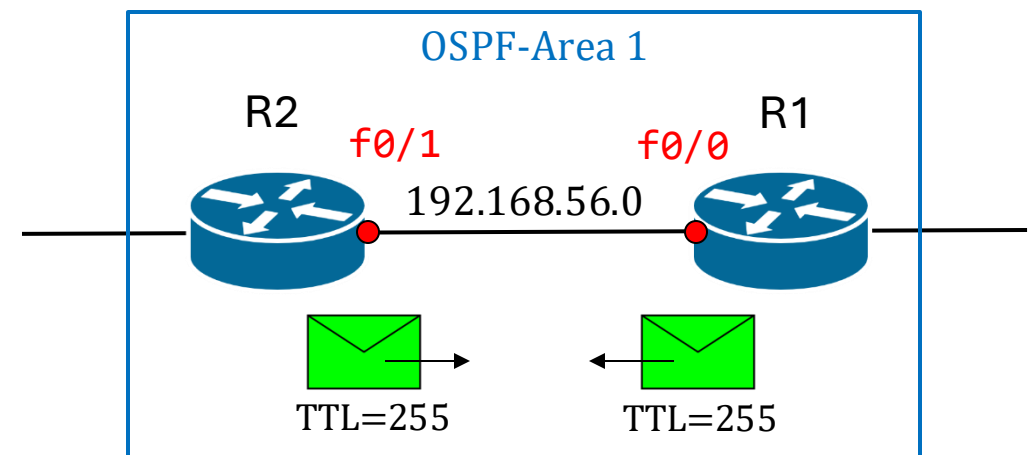 OSPF-Area 1
R2
R1
f0/1
f0/0
192.168.56.0
TTL=255
TTL=255